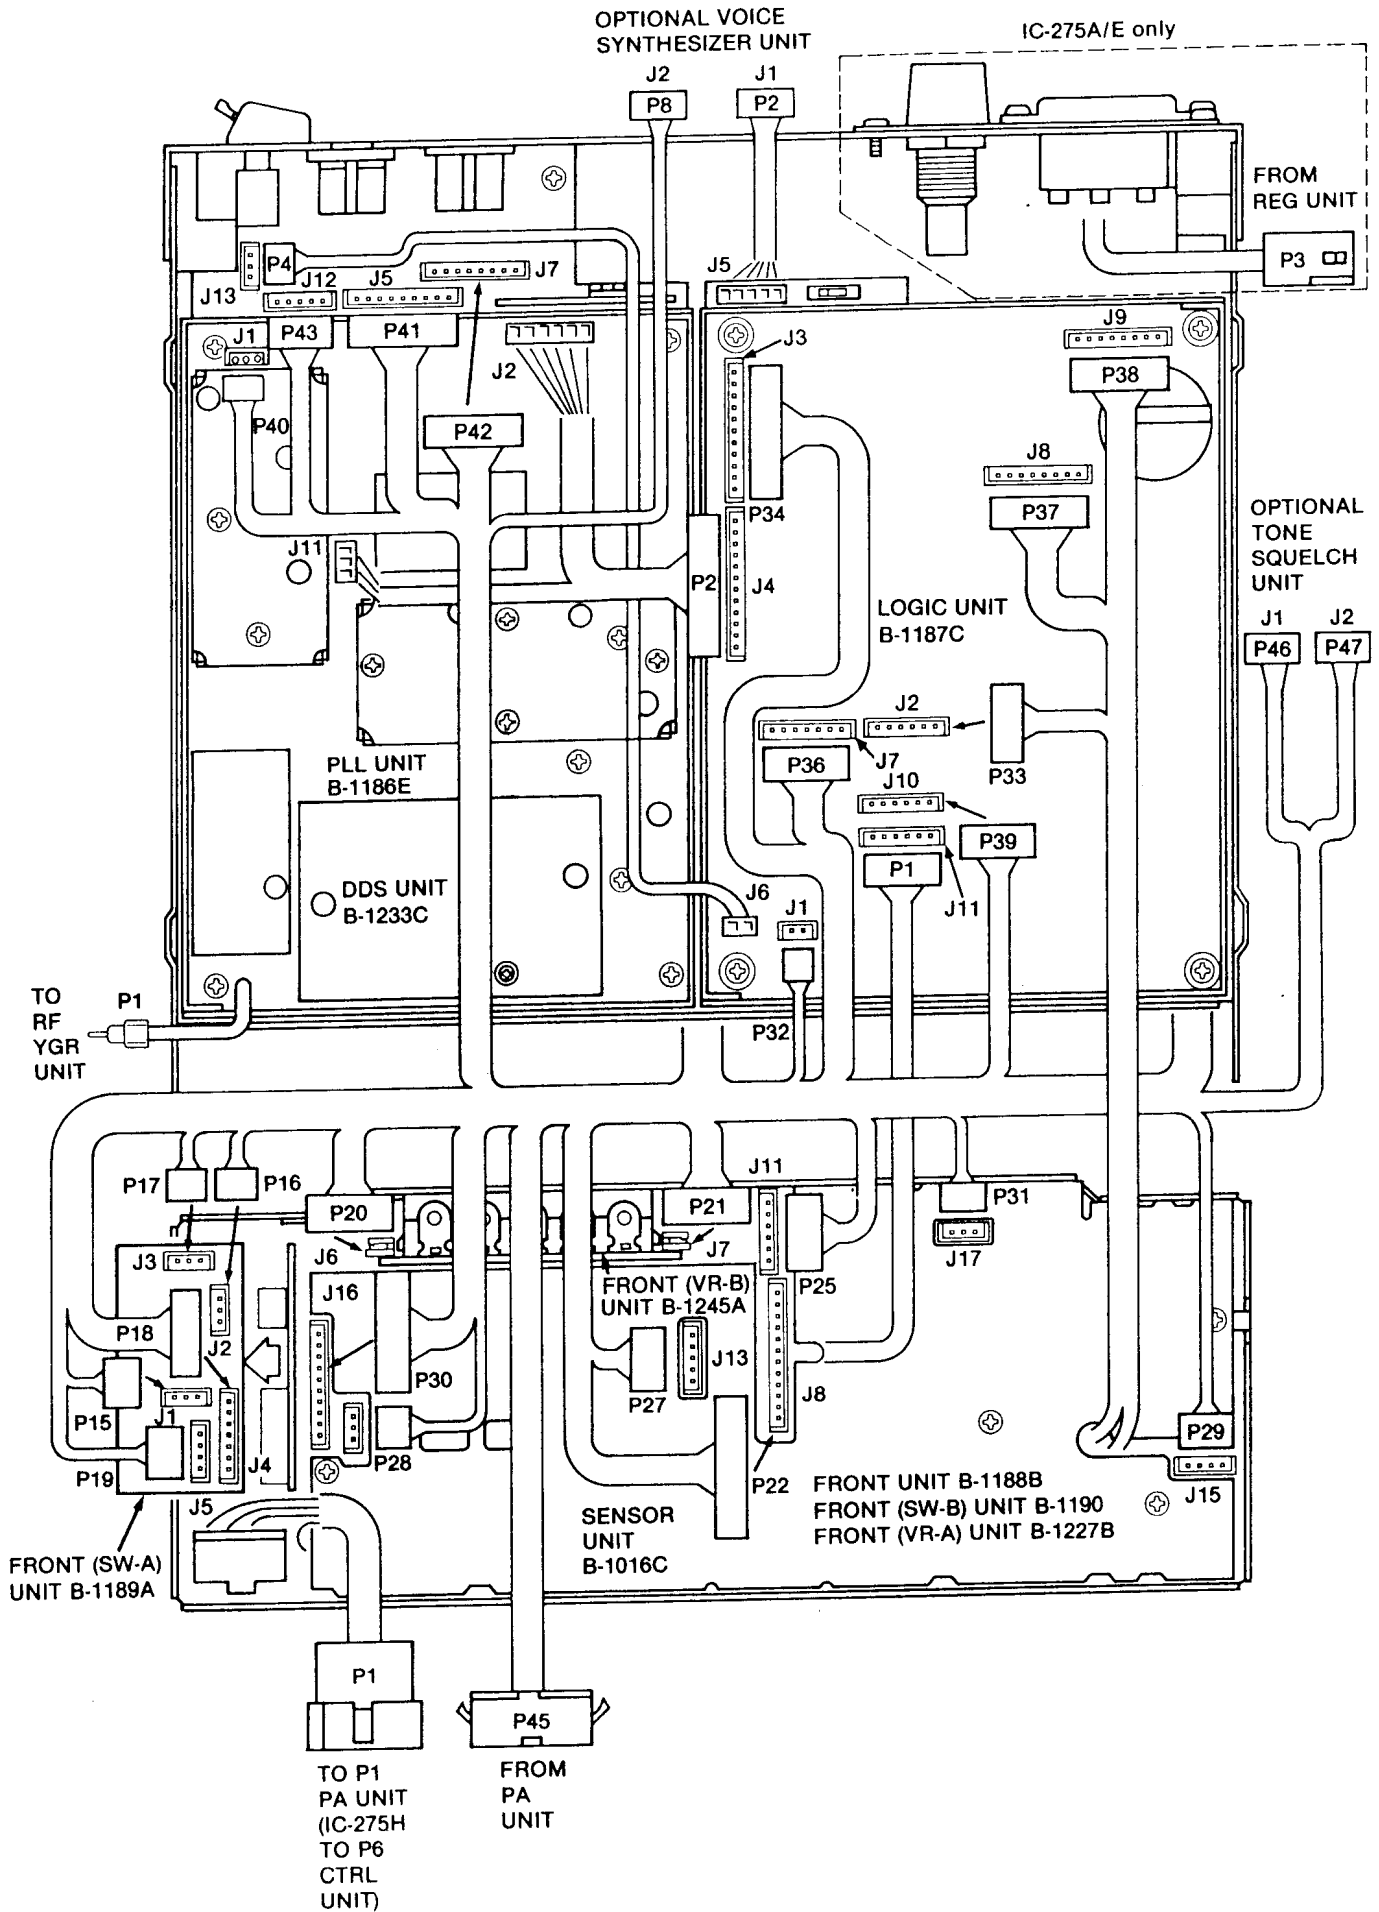 OPTIONAL VOICE
SYNTHESIZER UNIT
IC-275A/E only
J2
J1
P8
P2
FROM
REG UNIT
P3
P4
J13
J12
J5
J7
J5
J1
P43
P41
J2
J3
J9
P38
P40
P42
J8
P34
P37
OPTIONAL
TONE
SQUELCH
UNIT
J11
P2
J4
LOGIC UNIT
B-1187C
J1
J2
P46
P47
J2
PLL UNIT
B-1186E
P36
J7
P33
J10
P39
P1
DDS UNIT
B-1233C
J6
J1
J11
TO
RF
YGR
UNIT
P1
P32
P17
P16
J11
P20
P21
P31
J3
J6
J7
J17
J16
FRONT (VR-B)
UNIT B-1245A
P25
P18
J2
P30
J13
J8
P15
J1
P27
P19
J4
P28
P22
P29
J5
J15
SENSOR
UNIT
B-1016C
FRONT UNIT B-1188B
FRONT (SW-B) UNIT B-1190
FRONT (VR-A) UNIT B-1227B
FRONT (SW-A)
UNIT B-1189A
P1
P45
TO P1
PA UNIT
(IC-275H
TO P6
CTRL
UNIT)
FROM
PA
UNIT